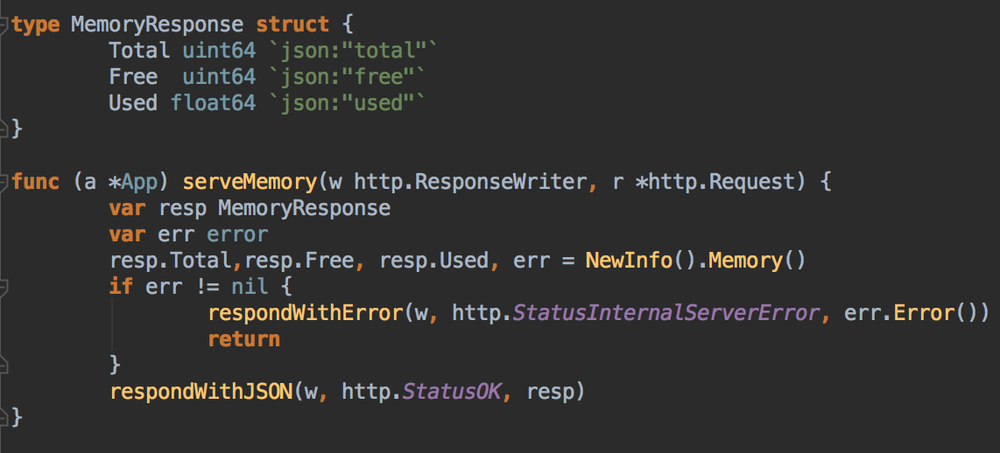 type MemoryResponse struct {
Total uint64 `json:"total"`
Free  uint64 `json:"free"`
Used float64 `json:"used"`
}
func (a *App) serveMemory(w http.ResponseWriter, r *http.Request) {
var resp MemoryResponse
var err error
resp.Total,resp.Free, resp.Used, err = NewInfo().Memory()
if err != nil {
respondWithError(w, http.StatusInternalServerError, err.Error())
return
}
respondWithJSON(w, http.StatusOK, resp)
}